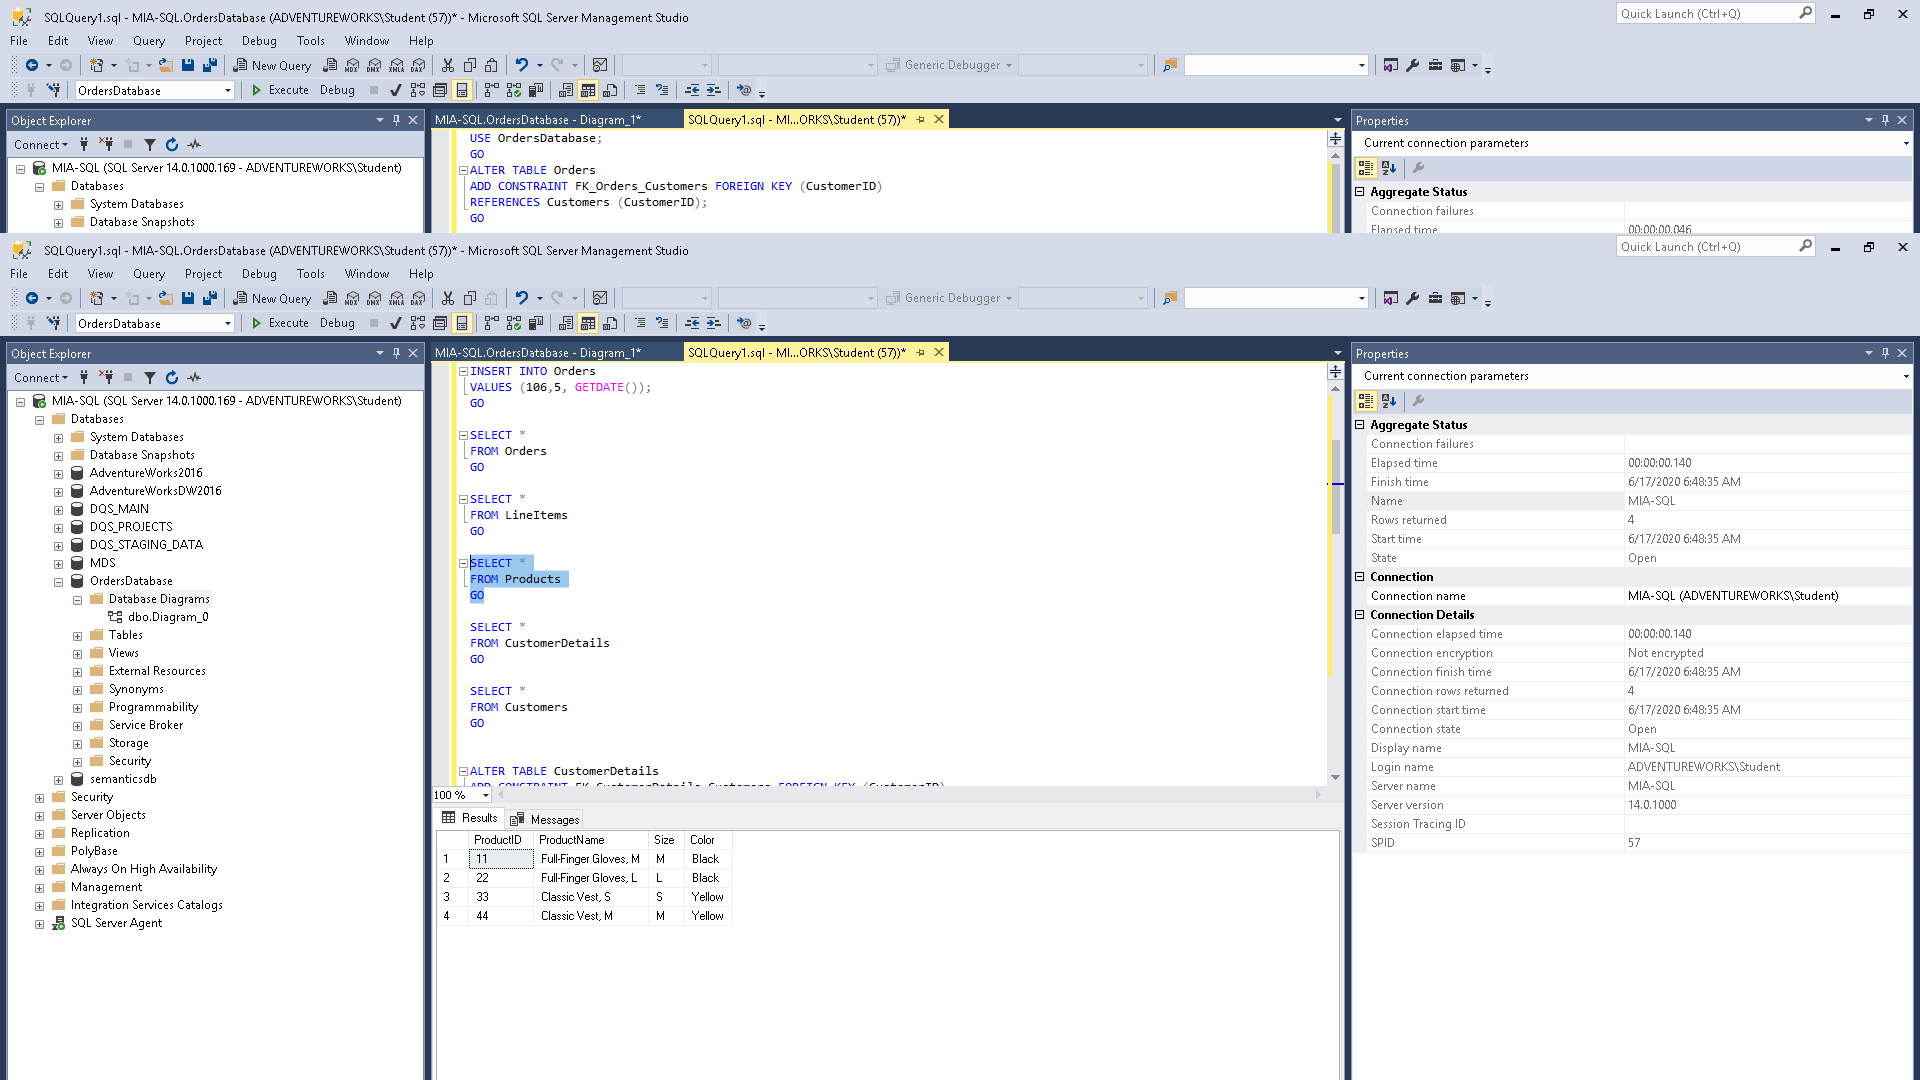 SQLQuery1.sql - MIA-SQL.OrdersDatabase (ADVENTUREWORKS\Student (57))* - Microsoft SQL Server Management Studio
Quick Launch (Ctrl+Q)
File Edit View Query Project Debug Tools Window Help
New Query
MDX DMX XMLA DAX
Generic Debugger
OrdersDatabase
Execute Debug
Object Explorer
Connect
MIA-SQL (SQL Server 14.0.1000.169 - ADVENTUREWORKS\Student)
Databases
System Databases
Database Snapshots
MIA-SQL.OrdersDatabase - Diagram_1*
SQLQuery1.sql - MI...ORKS\Student (57))*
USE OrdersDatabase;
GO
ALTER TABLE Orders
ADD CONSTRAINT FK_Orders_Customers FOREIGN KEY (CustomerID)
REFERENCES Customers (CustomerID);
GO
Properties
Current connection parameters
Aggregate Status
Connection failures
Elapsed time 00:00:00.046
SQLQuery1.sql - MIA-SQL.OrdersDatabase (ADVENTUREWORKS\Student (57))* - Microsoft SQL Server Management Studio
Quick Launch (Ctrl+Q)
File Edit View Query Project Debug Tools Window Help
New Query
MDX DMX XMLA DAX
Generic Debugger
OrdersDatabase
Execute Debug
Object Explorer
Connect
MIA-SQL (SQL Server 14.0.1000.169 - ADVENTUREWORKS\Student)
Databases
System Databases
Database Snapshots
AdventureWorks2016
AdventureWorksDW2016
DQS_MAIN
DQS_PROJECTS
DQS_STAGING_DATA
MDS
OrdersDatabase
Database Diagrams
dbo.Diagram_0
Tables
Views
External Resources
Synonyms
Programmability
Service Broker
Storage
Security
semanticsdb
Security
Server Objects
Replication
PolyBase
Always On High Availability
Management
Integration Services Catalogs
SQL Server Agent
MIA-SQL.OrdersDatabase - Diagram_1*
SQLQuery1.sql - MI...ORKS\Student (57))*
INSERT INTO Orders
VALUES (106,5, GETDATE());
GO
SELECT *
FROM Orders
GO
SELECT *
FROM LineItems
GO
SELECT *
FROM Products
GO
SELECT *
FROM CustomerDetails
GO
SELECT *
FROM Customers
GO
ALTER TABLE CustomerDetails
ADD CONSTRAINT FK_CustomerDetails_Customers FOREIGN KEY (CustomerID)
100 %
Results Messages
ProductID ProductName Size Color
1 11 Full-Finger Gloves, M M Black
2 22 Full-Finger Gloves, L L Black
3 33 Classic Vest, S S Yellow
4 44 Classic Vest, M M Yellow
Properties
Current connection parameters
Aggregate Status
Connection failures
Elapsed time 00:00:00.140
Finish time 6/17/2020 6:48:35 AM
Name MIA-SQL
Rows returned 4
Start time 6/17/2020 6:48:35 AM
State Open
Connection
Connection name MIA-SQL (ADVENTUREWORKS\Student)
Connection Details
Connection elapsed time 00:00:00.140
Connection encryption Not encrypted
Connection finish time 6/17/2020 6:48:35 AM
Connection rows returned 4
Connection start time 6/17/2020 6:48:35 AM
Connection state Open
Display name MIA-SQL
Login name ADVENTUREWORKS\Student
Server name MIA-SQL
Server version 14.0.1000
Session Tracing ID
SPID 57